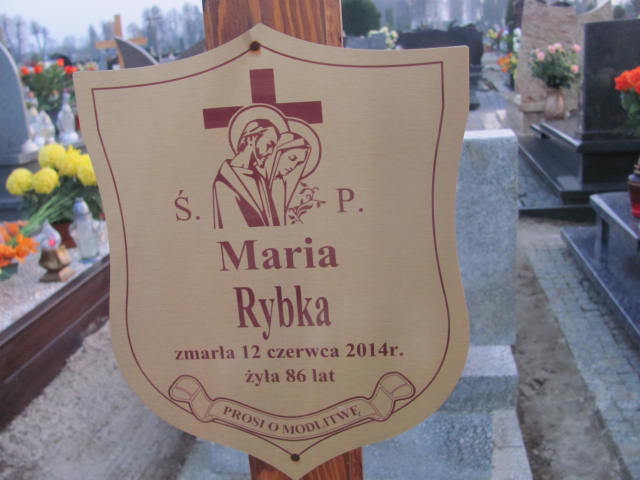 Ś. P.
Maria
Rybka
zmarła 12 czerwca 2014r.
żyła 86 lat
PROSI O MODLITWĘ